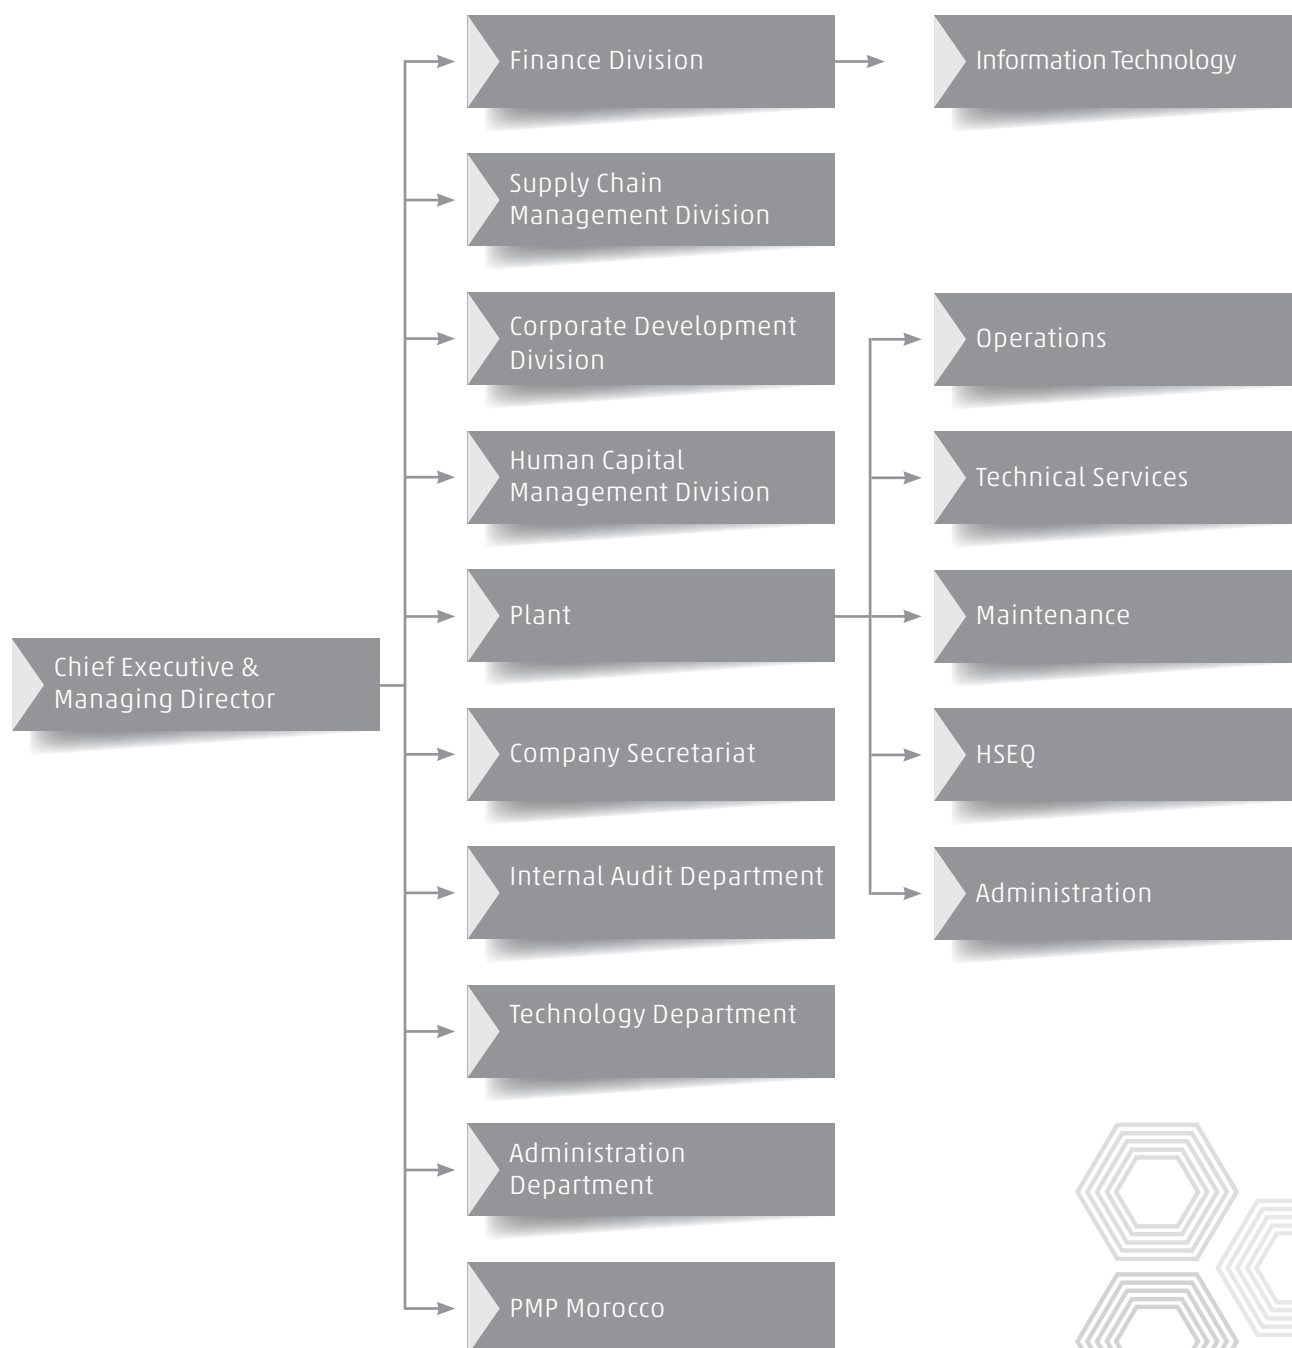 Finance Division
Information Technology
Supply Chain
Management Division
Corporate Development
Division
Operations
Human Capital
Management Division
Technical Services
Plant
Maintenance
Chief Executive &
Managing Director
Company Secretariat
HSEQ
Internal Audit Department
Administration
Technology Department
Administration
Department
PMP Morocco